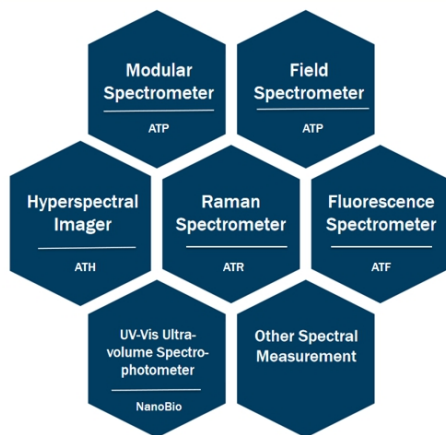 Modular
Spectrometer
ATP
Field
Spectrometer
ATP
Hyperspectral
Imager
ATH
Raman
Spectrometer
ATR
Fluorescence
Spectrometer
ATF
UV-Vis Ultra-
volume Spectro-
photometer
NanoBio
Other Spectral
Measurement